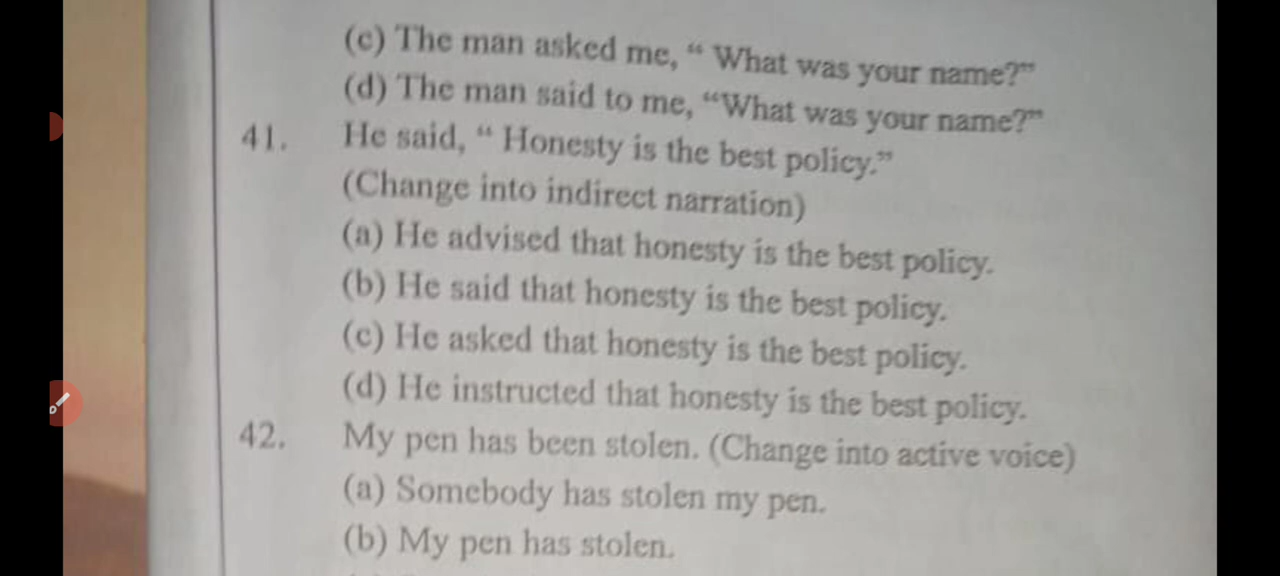 (c) The man asked me, “ What was your name?”
(d) The man said to me, “What was your name?”
41. He said, “ Honesty is the best policy.”
(Change into indirect narration)
(a) He advised that honesty is the best policy.
(b) He said that honesty is the best policy.
(c) He asked that honesty is the best policy.
(d) He instructed that honesty is the best policy.
42. My pen has been stolen. (Change into active voice)
(a) Somebody has stolen my pen.
(b) My pen has stolen.